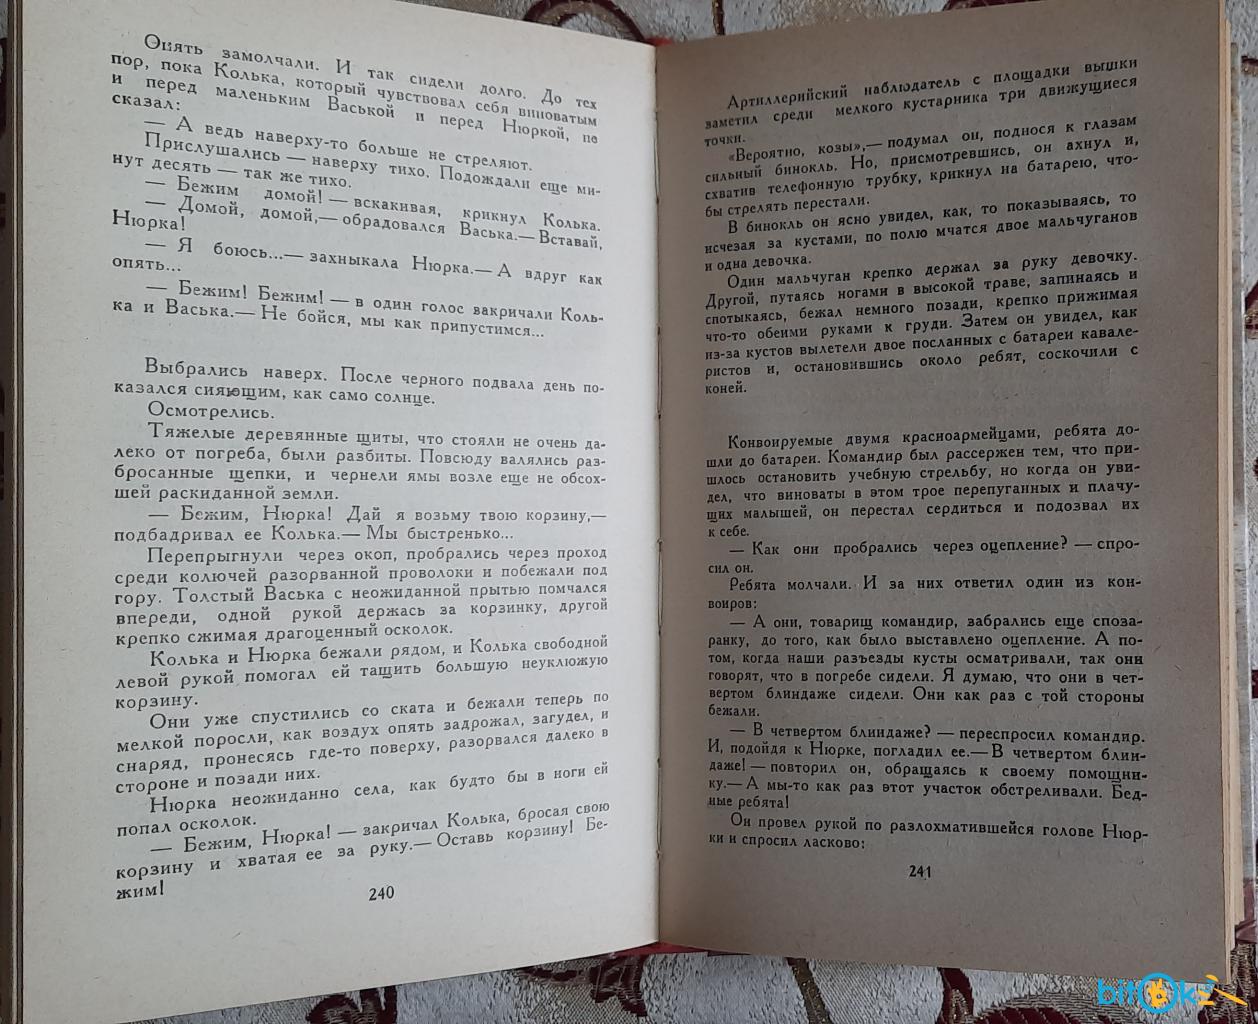 Опять замолчали. И так сидели долго. До тех
пор, пока Колька, который чувствовал себя виноватым
и перед маленьким Васькой и перед Нюркой, не
сказал:
— А ведь наверху-то больше не стреляют.
Прислушались — наверху тихо. Подождали еще ми-
нут десять — так же тихо.
— Бежим домой! — вскакивая, крикнул Колька.
— Домой, домой,— обрадовался Васька.— Вставай,
Нюрка!
— Я боюсь...— захныкала Нюрка.— А вдруг как
опять...
— Бежим! Бежим! — в один голос закричали Коль-
ка и Васька.— Не бойся, мы как припустимся...
Выбрались наверх. После черного подвала день по-
казался сияющим, как само солнце.
Осмотрелись.
Тяжелые деревянные щиты, что стояли не очень да-
леко от погреба, были разбиты. Повсюду валялись раз-
бросанные щепки, и чернели ямы возле еще не обсох-
шей раскиданной земли.
— Бежим, Нюрка! Дай я возьму твою корзину,—
подбадривал ее Колька.— Мы быстренько...
Перепрыгнули через окоп, пробрались через проход
среди колючей разорванной проволоки и побежали под
гору. Толстый Васька с неожиданной прытью помчался
впереди, одной рукой держась за корзинку, другой
крепко сжимая драгоценный осколок.
Колька и Нюрка бежали рядом, и Колька свободной
левой рукой помогал ей тащить большую неуклюжую
корзину.
Они уже спустились со ската и бежали теперь по
мелкой поросли, как воздух опять задрожал, загудел, и
снаряд, пронесясь где-то поверху, разорвался далеко в
стороне и позади них.
Нюрка неожиданно села, как будто бы в ноги ей
попал осколок.
— Бежим, Нюрка! — закричал Колька, бросая свою
корзину и хватая ее за руку.— Оставь корзину! Бе-
жим!
240
Артиллерийский наблюдатель с площадки вышки
заметил среди мелкого кустарника три движущиеся
точки.
«Вероятно, козы»,— подумал он, поднося к глазам
сильный бинокль. Но, присмотревшись, он ахнул и,
схватив телефонную трубку, крикнул на батарею, что-
бы стрелять перестали.
В бинокль он ясно увидел, как, то показываясь, то
исчезая за кустами, по полю мчатся двое мальчуганов
и одна девочка.
Один мальчуган крепко держал за руку девочку.
Другой, путаясь ногами в высокой траве, запинаясь и
спотыкаясь, бежал немного позади, крепко прижимая
что-то обеими руками к груди. Затем он увидел, как
из-за кустов вылетели двое посланных с батареи кавале-
ристов и, остановившись около ребят, соскочили с
коней.
Конвоируемые двумя красноармейцами, ребята до-
шли до батареи. Командир был рассержен тем, что при-
шлось остановить учебную стрельбу, но когда он уви-
дел, что виноваты в этом трое перепуганных и плачу-
щих малышей, он перестал сердиться и подозвал их
к себе.
— Как они пробрались через оцепление? — спро-
сил он.
Ребята молчали. И за них ответил один из кон-
воиров:
— А они, товарищ командир, забрались еще споза-
ранку, до того, как было выставлено оцепление. А по-
том, когда наши разъезды кусты осматривали, так они
говорят, что в погребе сидели. Я думаю, что они в чет-
вертом блиндаже сидели. Они как раз с той стороны
бежали.
— В четвертом блиндаже? — переспросил командир.
И, подойдя к Нюрке, погладил ее.— В четвертом блин-
даже! — повторил он, обращаясь к своему помощни-
ку.— А мы-то как раз этот участок обстреливали. Бед-
ные ребята!
Он провел рукой по разлохматившейся голове Нюр-
ки и спросил ласково:
241
bitOk